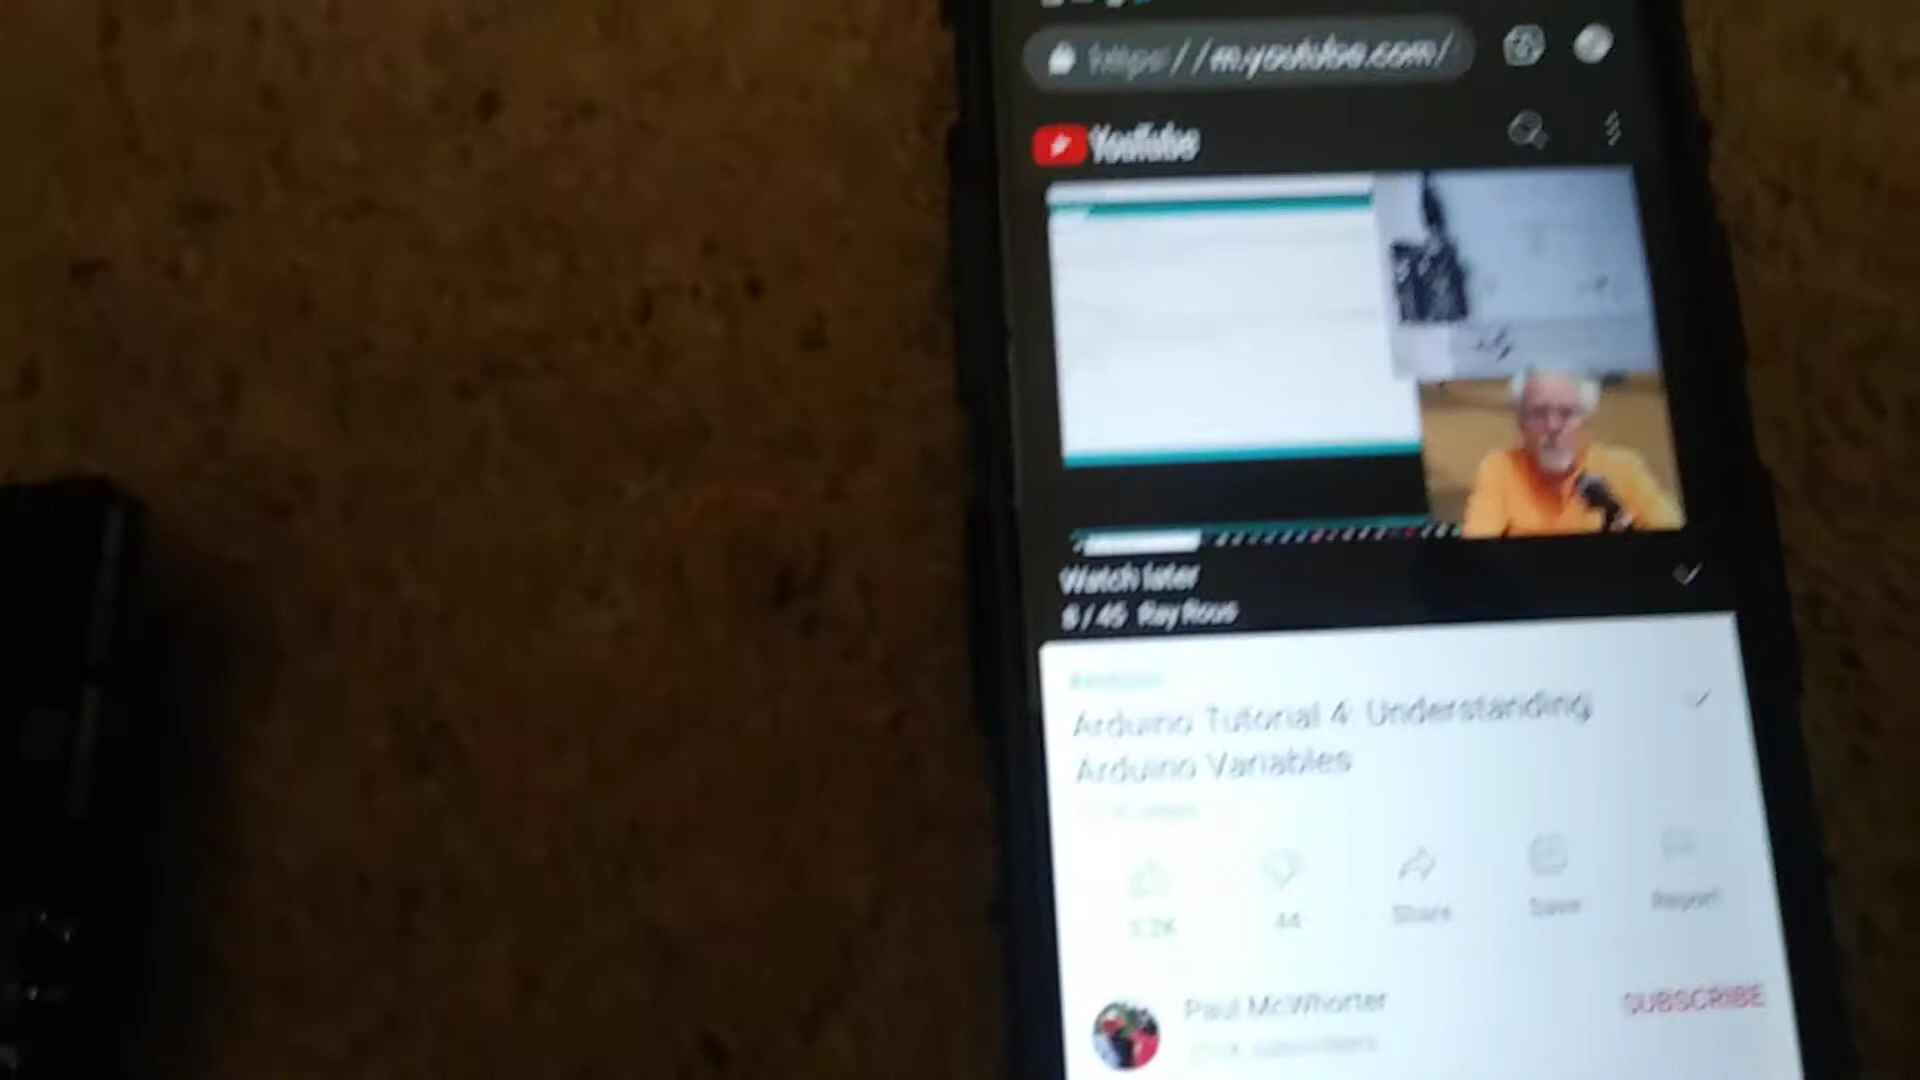 https://m.youtube.com/
YouTube
Watch later
8 / 45 Ray Rous
Arduino Tutorial 4: Understanding
Arduino Variables
44
Share
Save
Report
Paul McWhorter
SUBSCRIBE